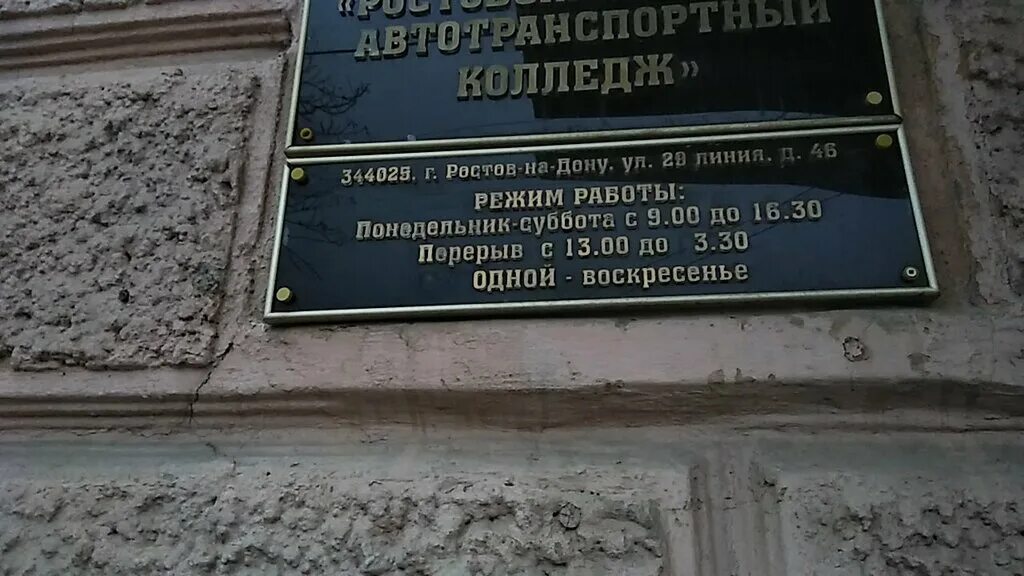 АВТОТРАНСПОРТНЫЙ
КОЛЛЕДЖ»
344025, г. Ростов-на-Дону, ул. 29 линия, д. 46
РЕЖИМ РАБОТЫ:
Понедельник-суббота с 9.00 до 16.30
Перерыв с 13.00 до 3.30
ОДНОЙ - воскресенье